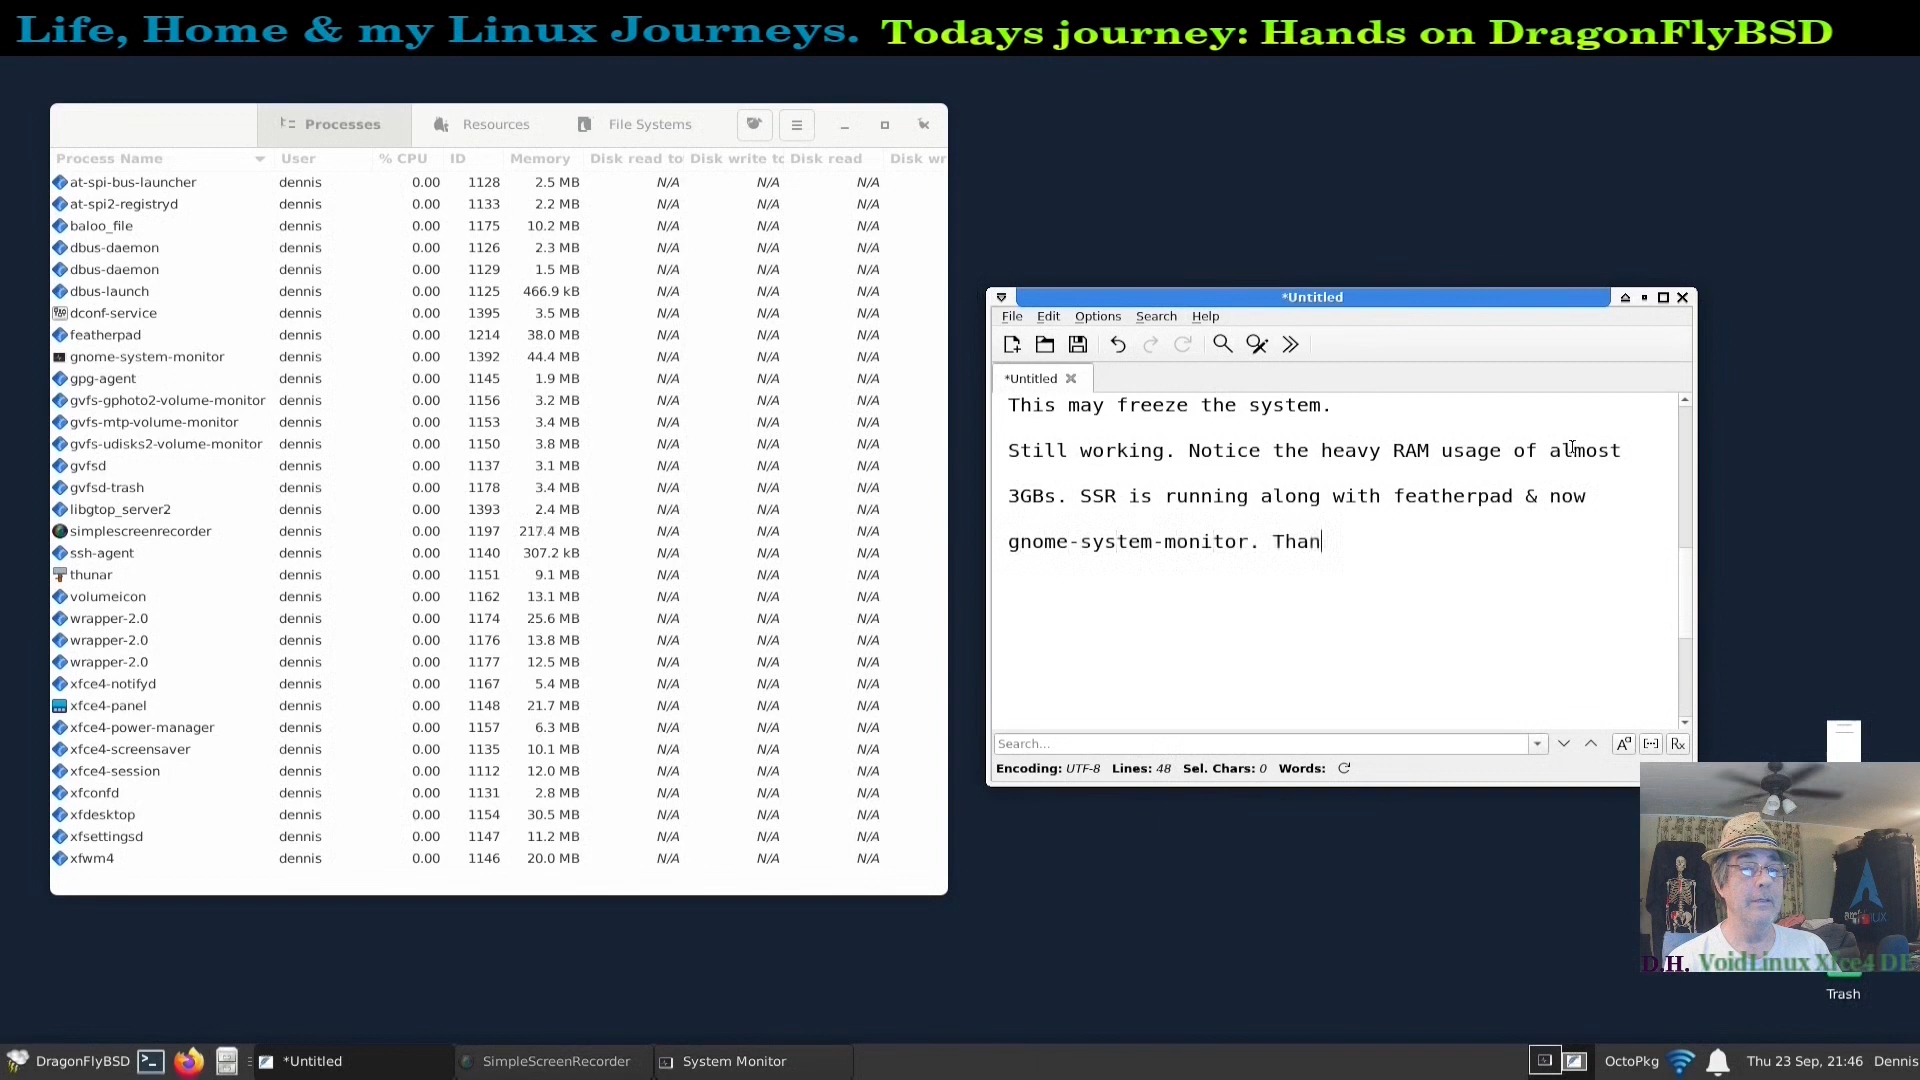 Life, Home & my Linux Journeys. Todays journey: Hands on DragonFlyBSD
Processes Resources File Systems
Process Name User % CPU ID Memory Disk read to Disk write tc Disk read Disk wr
at-spi-bus-launcher dennis 0.00 1128 2.5 MB N/A N/A N/A
at-spi2-registryd dennis 0.00 1133 2.2 MB N/A N/A N/A
baloo_file dennis 0.00 1175 10.2 MB N/A N/A N/A
dbus-daemon dennis 0.00 1126 2.3 MB N/A N/A N/A
dbus-daemon dennis 0.00 1129 1.5 MB N/A N/A N/A
dbus-launch dennis 0.00 1125 466.9 kB N/A N/A N/A
dconf-service dennis 0.00 1395 3.5 MB N/A N/A N/A
featherpad dennis 0.00 1214 38.0 MB N/A N/A N/A
gnome-system-monitor dennis 0.00 1392 44.4 MB N/A N/A N/A
gpg-agent dennis 0.00 1145 1.9 MB N/A N/A N/A
gvfs-gphoto2-volume-monitor dennis 0.00 1156 3.2 MB N/A N/A N/A
gvfs-mtp-volume-monitor dennis 0.00 1153 3.4 MB N/A N/A N/A
gvfs-udisks2-volume-monitor dennis 0.00 1150 3.8 MB N/A N/A N/A
gvfsd dennis 0.00 1137 3.1 MB N/A N/A N/A
gvfsd-trash dennis 0.00 1178 3.4 MB N/A N/A N/A
libgtop_server2 dennis 0.00 1393 2.4 MB N/A N/A N/A
simplescreenrecorder dennis 0.00 1197 217.4 MB N/A N/A N/A
ssh-agent dennis 0.00 1140 307.2 kB N/A N/A N/A
thunar dennis 0.00 1151 9.1 MB N/A N/A N/A
volumeicon dennis 0.00 1162 13.1 MB N/A N/A N/A
wrapper-2.0 dennis 0.00 1174 25.6 MB N/A N/A N/A
wrapper-2.0 dennis 0.00 1176 13.8 MB N/A N/A N/A
wrapper-2.0 dennis 0.00 1177 12.5 MB N/A N/A N/A
xfce4-notifyd dennis 0.00 1167 5.4 MB N/A N/A N/A
xfce4-panel dennis 0.00 1148 21.7 MB N/A N/A N/A
xfce4-power-manager dennis 0.00 1157 6.3 MB N/A N/A N/A
xfce4-screensaver dennis 0.00 1135 10.1 MB N/A N/A N/A
xfce4-session dennis 0.00 1112 12.0 MB N/A N/A N/A
xfconfd dennis 0.00 1131 2.8 MB N/A N/A N/A
xfdesktop dennis 0.00 1154 30.5 MB N/A N/A N/A
xfsettingsd dennis 0.00 1147 11.2 MB N/A N/A N/A
xfwm4 dennis 0.00 1146 20.0 MB N/A N/A N/A
*Untitled
File Edit Options Search Help
*Untitled
This may freeze the system.
Still working. Notice the heavy RAM usage of almost
3GBs. SSR is running along with featherpad & now
gnome-system-monitor. Than
Search...
Encoding: UTF-8 Lines: 48 Sel. Chars: 0 Words:
D.H. VoidLinux Xfce4 DE
Trash
DragonFlyBSD *Untitled SimpleScreenRecorder System Monitor OctoPkg Thu 23 Sep, 21:46 Dennis